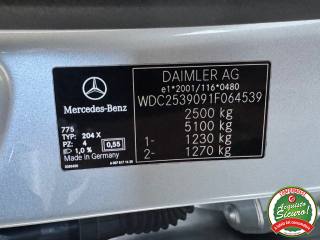 DAIMLER AG
e1*2001/116*0480
WDC2539091F064539
2500 kg
5100 kg
1- 1230 kg
2- 1270 kg
Mercedes-Benz
775
TYP: 204 X
PZ: 4 0,55
1,0 %
Made in Germany
Acquisto
Sicuro!